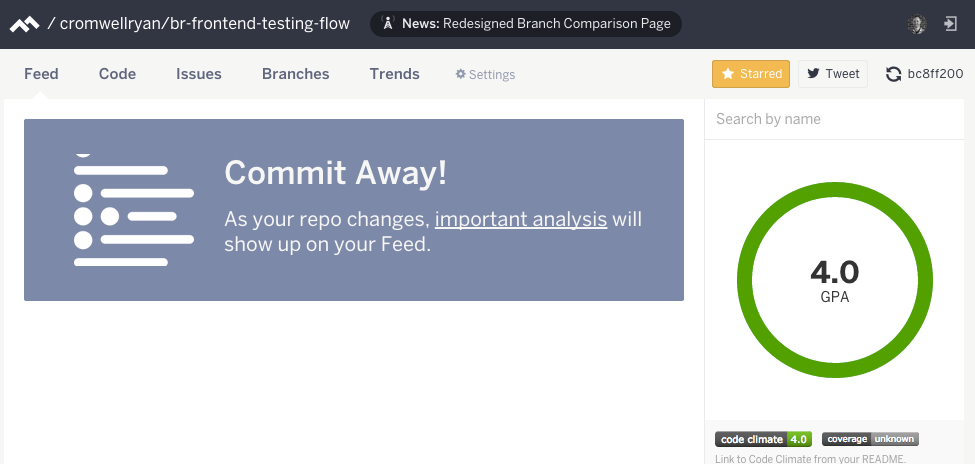 / cromwellryan/br-frontend-testing-flow
News: Redesigned Branch Comparison Page
Feed Code Issues Branches Trends Settings
Starred Tweet bc8ff200
Search by name
Commit Away!
As your repo changes, important analysis will
show up on your Feed.
4.0
GPA
code climate 4.0 coverage unknown
Link to Code Climate from your README.